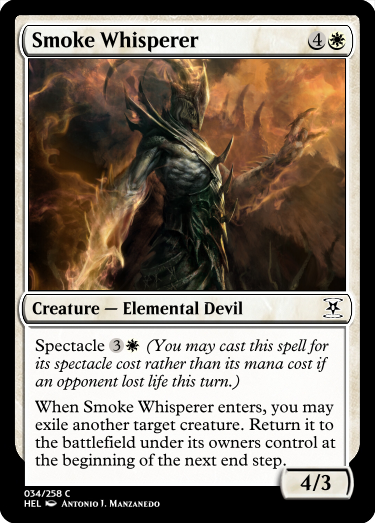 Smoke Whisperer 4
Creature — Elemental Devil
Spectacle 3 (You may cast this spell for
its spectacle cost rather than its mana cost if
an opponent lost life this turn.)
When Smoke Whisperer enters, you may
exile another target creature. Return it to
the battlefield under its owners control at
the beginning of the next end step.
4/3
034/258 C
HEL Antonio J. Manzanedo